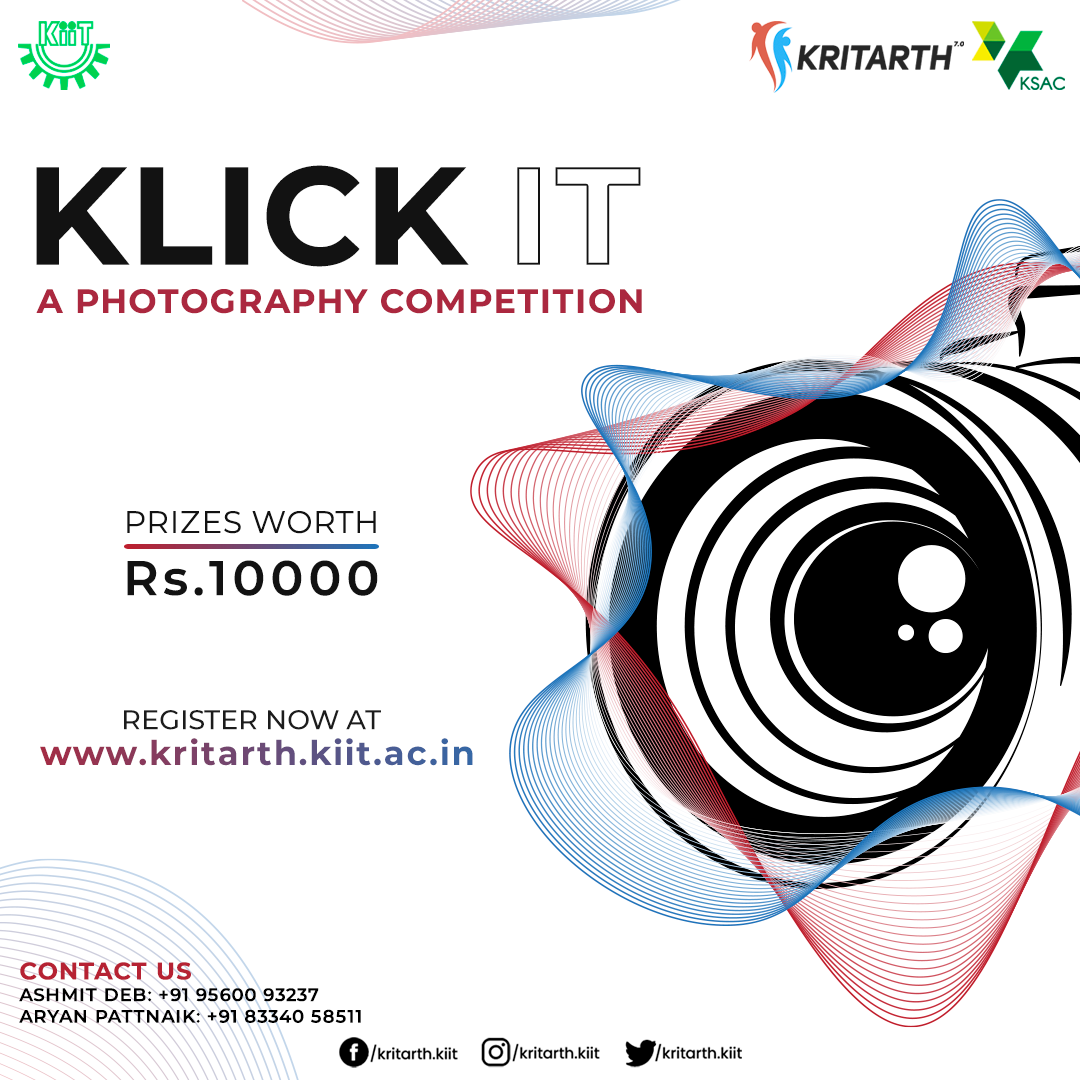 KiiT
KRITARTH 7.0
KSAC
KLICK IT
A PHOTOGRAPHY COMPETITION
PRIZES WORTH
Rs.10000
REGISTER NOW AT
www.kritarth.kiit.ac.in
CONTACT US
ASHMIT DEB: +91 95600 93237
ARYAN PATTNAIK: +91 83340 58511
/kritarth.kiit /kritarth.kiit /kritarth.kiit